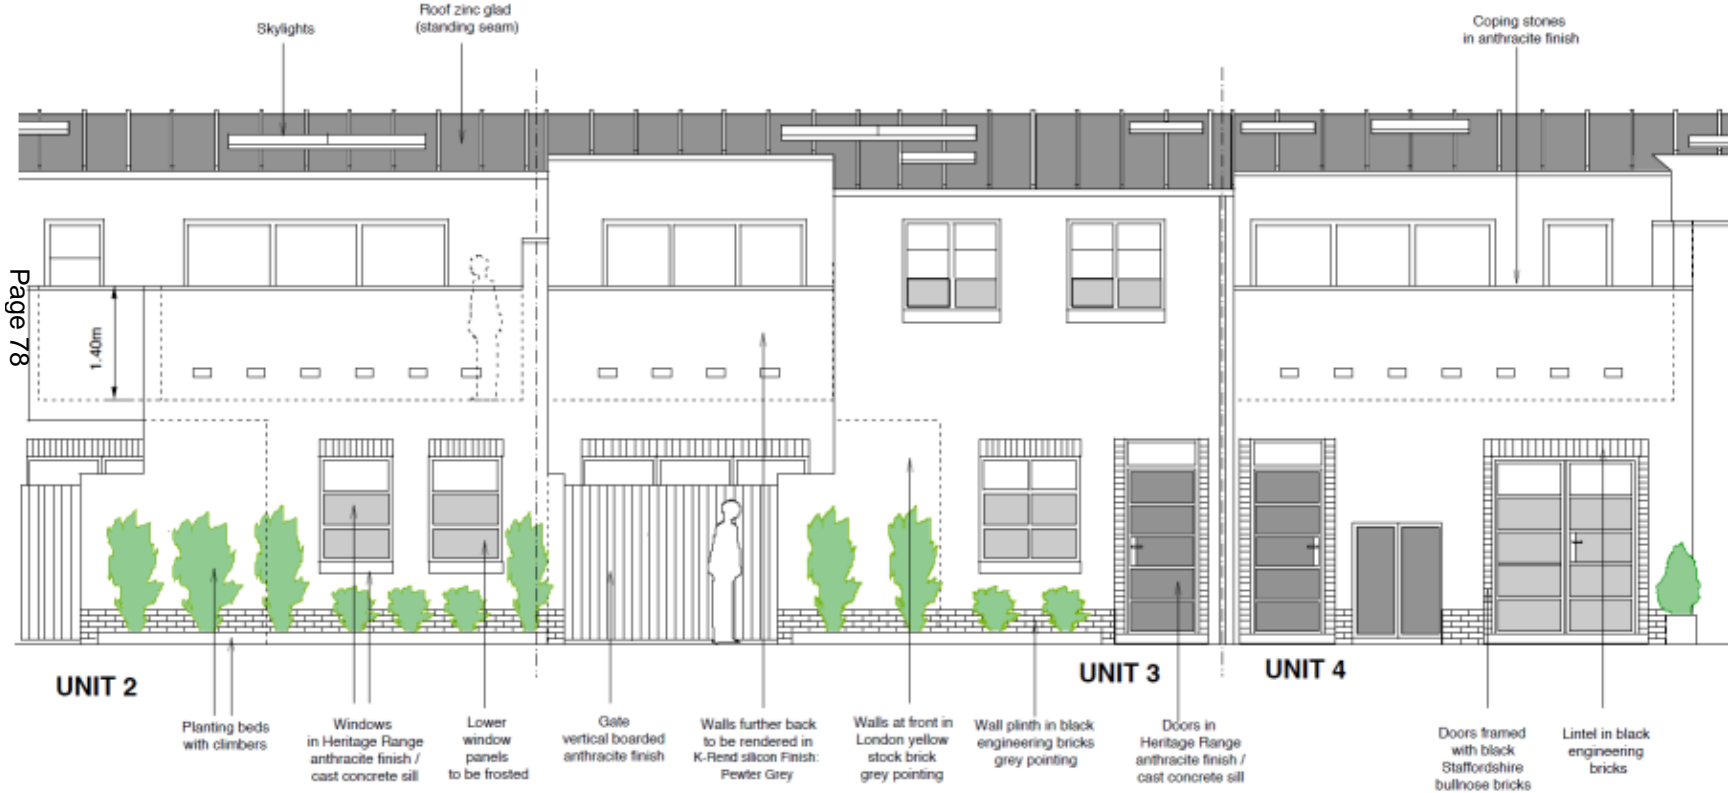 Skylights
Roof zinc glad
(standing seam)
Coping stones
in anthracite finish
Page 78
1.40m
UNIT 2
UNIT 3
UNIT 4
Planting beds
with climbers
Windows
in Heritage Range
anthracite finish /
cast concrete sill
Lower
window
panels
to be frosted
Gate
vertical boarded
anthracite finish
Walls further back
to be rendered in
K-Rend silicon Finish:
Pewter Grey
Walls at front in
London yellow
stock brick
grey pointing
Wall plinth in black
engineering bricks
grey pointing
Doors in
Heritage Range
anthracite finish /
cast concrete sill
Doors framed
with black
Staffordshire
bullnose bricks
Lintel in black
engineering
bricks